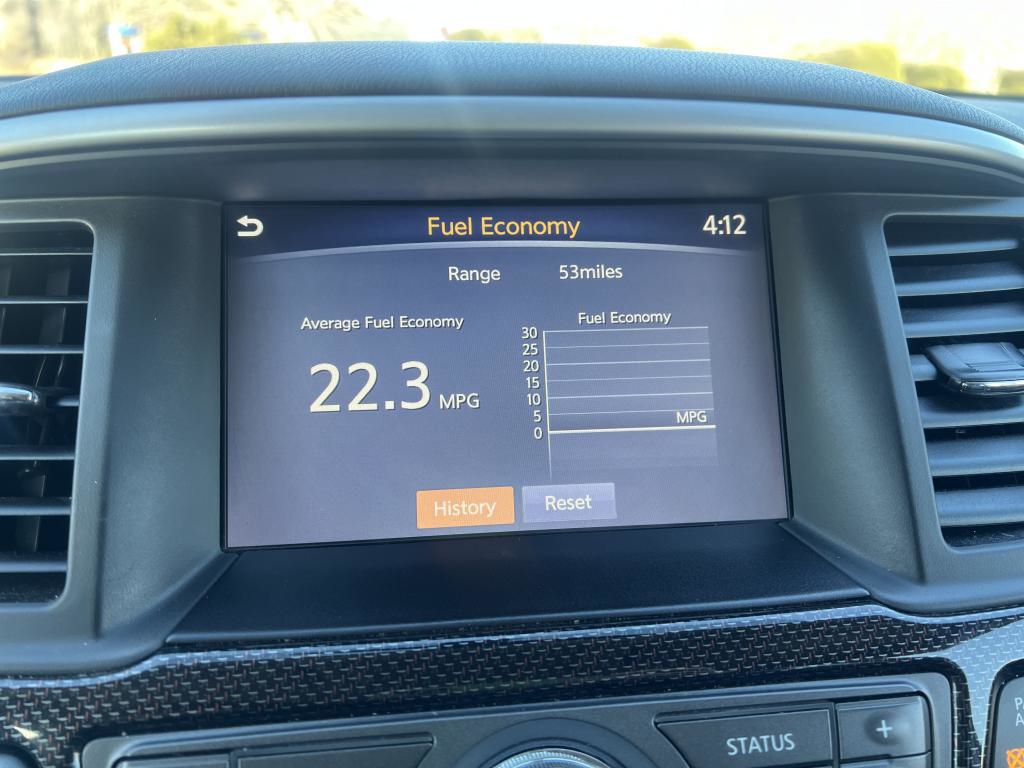 Fuel Economy 4:12
Range 53miles
Average Fuel Economy
22.3 MPG
Fuel Economy
30
25
20
15
10
5
0
MPG
History Reset
STATUS +
P
A